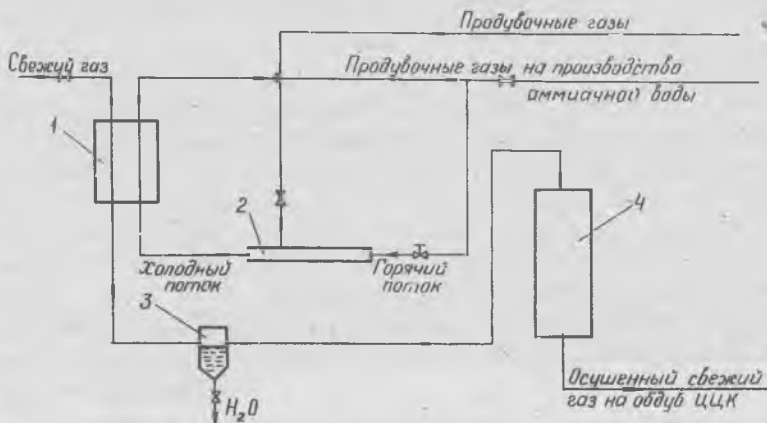 Продувочные газы
Свежий газ
Продувочные газы на производство
аммиачной воды
1
2
4
Холодный
поток
Горячий
поток
3
H₂O
Осушенный свежий
газ на обдув ЦЦК